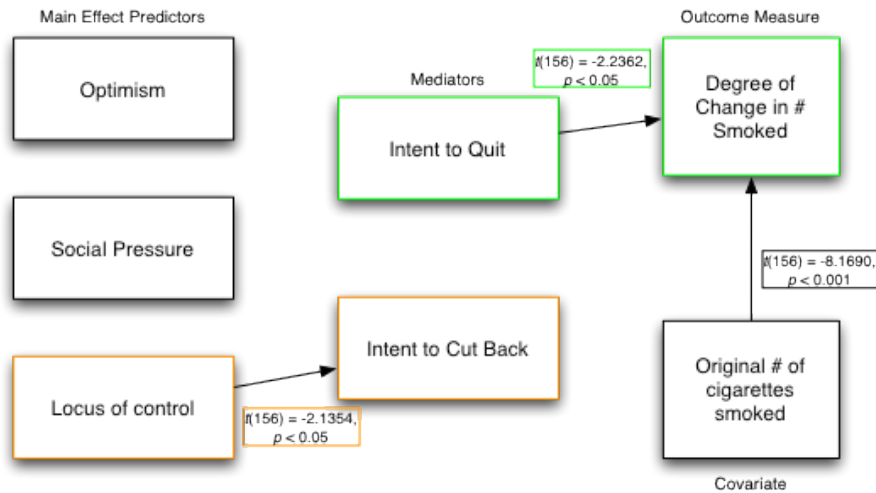 Main Effect Predictors
Optimism
Social Pressure
Locus of control
t(156) = -2.1354,
p < 0.05
Mediators
Intent to Quit
Intent to Cut Back
t(156) = -2.2362,
p < 0.05
Outcome Measure
Degree of
Change in #
Smoked
t(156) = -8.1690,
p < 0.001
Original # of
cigarettes
smoked
Covariate